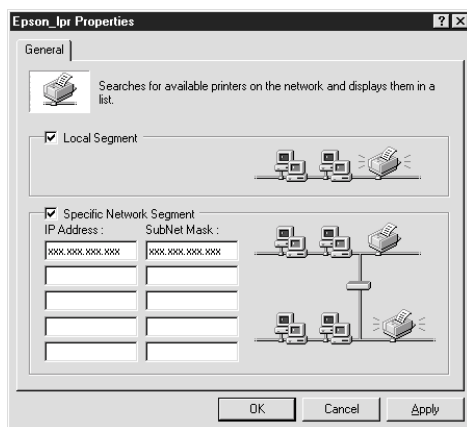 Epson_lpr Properties
General
Searches for available printers on the network and displays them in a
list.
Local Segment
Specific Network Segment
IP Address : SubNet Mask :
xxx.xxx.xxx.xxx xxx.xxx.xxx.xxx
OK Cancel Apply